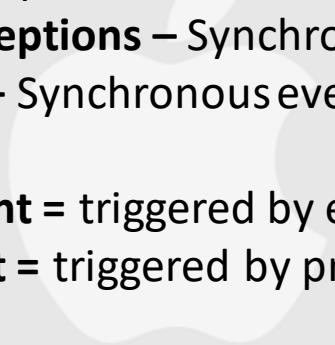 eptions – Synchro
- Synchronous eve
nt = triggered by e
t = triggered by pr